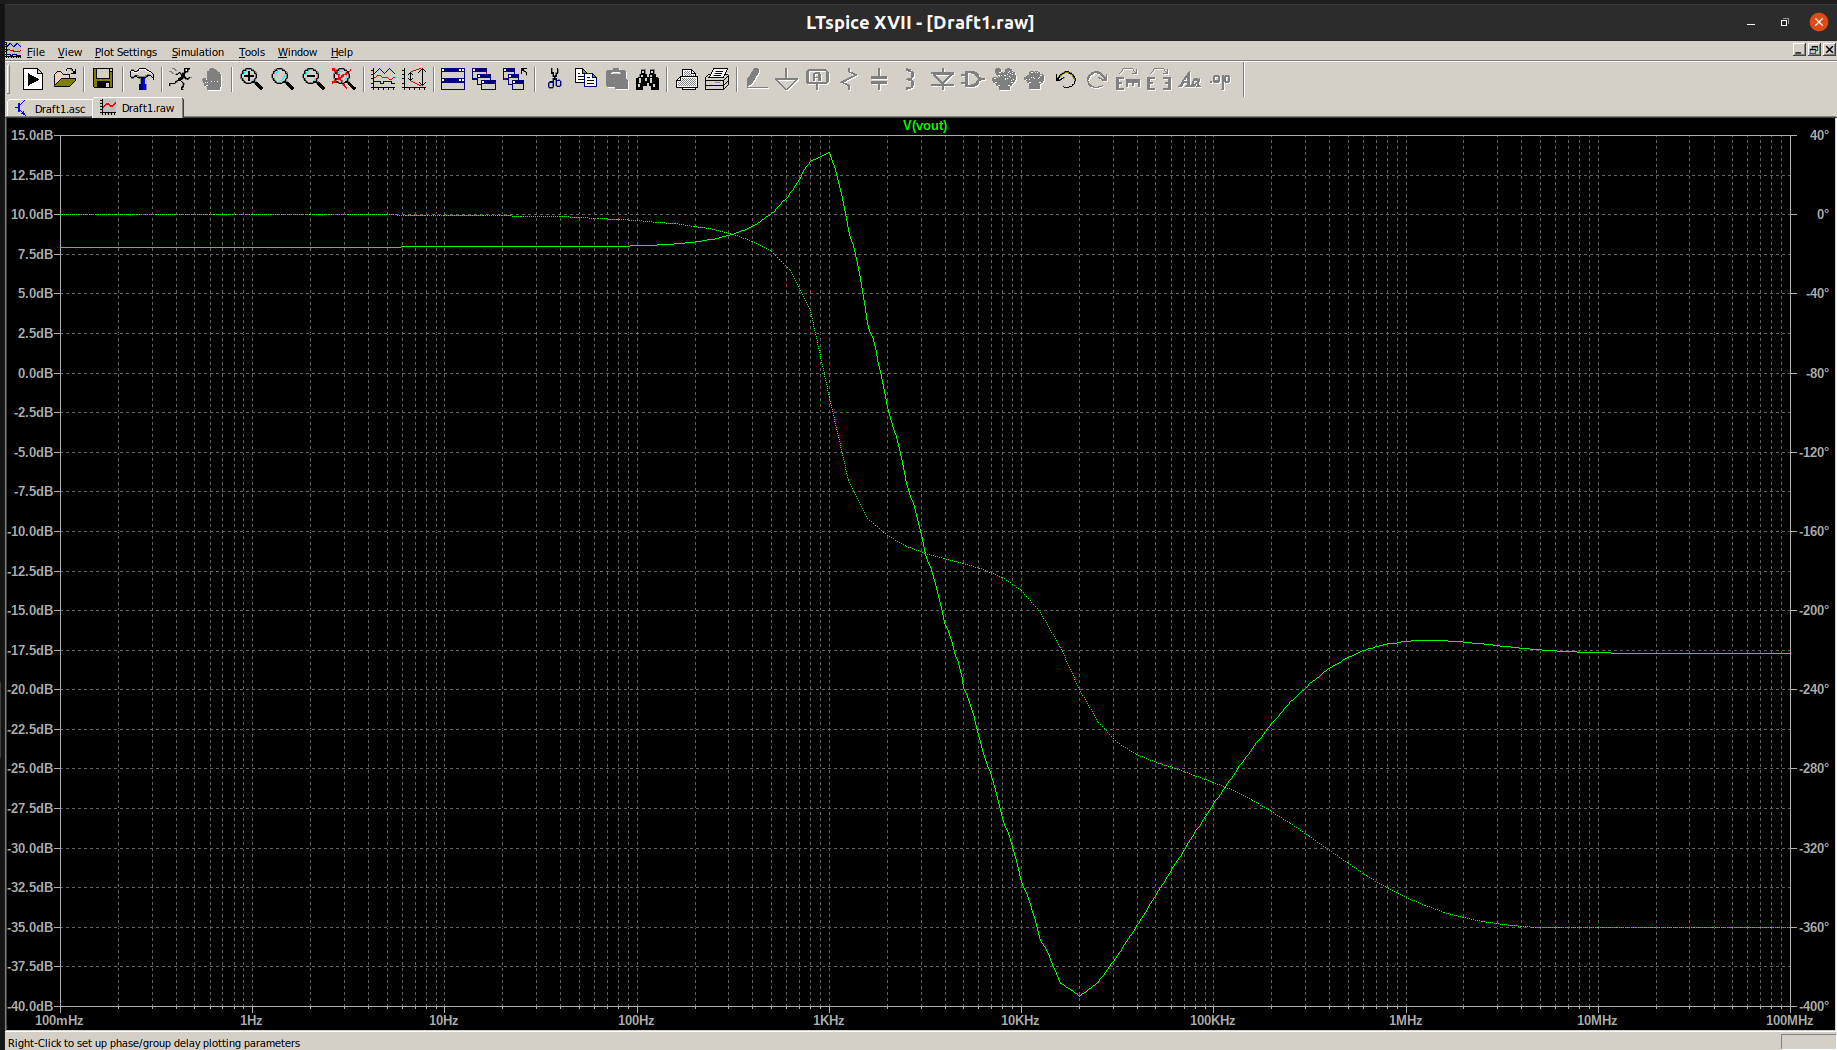 LTspice XVII - [Draft1.raw]
File View Plot Settings Simulation Tools Window Help
Draft1.asc Draft1.raw
V(vout)
15.0dB 40°
12.5dB
10.0dB 0°
7.5dB
5.0dB -40°
2.5dB
0.0dB -80°
-2.5dB
-5.0dB -120°
-7.5dB
-10.0dB -160°
-12.5dB
-15.0dB -200°
-17.5dB
-20.0dB -240°
-22.5dB
-25.0dB -280°
-27.5dB
-30.0dB -320°
-32.5dB
-35.0dB -360°
-37.5dB
-40.0dB -400°
100mHz 1Hz 10Hz 100Hz 1KHz 10KHz 100KHz 1MHz 10MHz 100MHz
Right-Click to set up phase/group delay plotting parameters